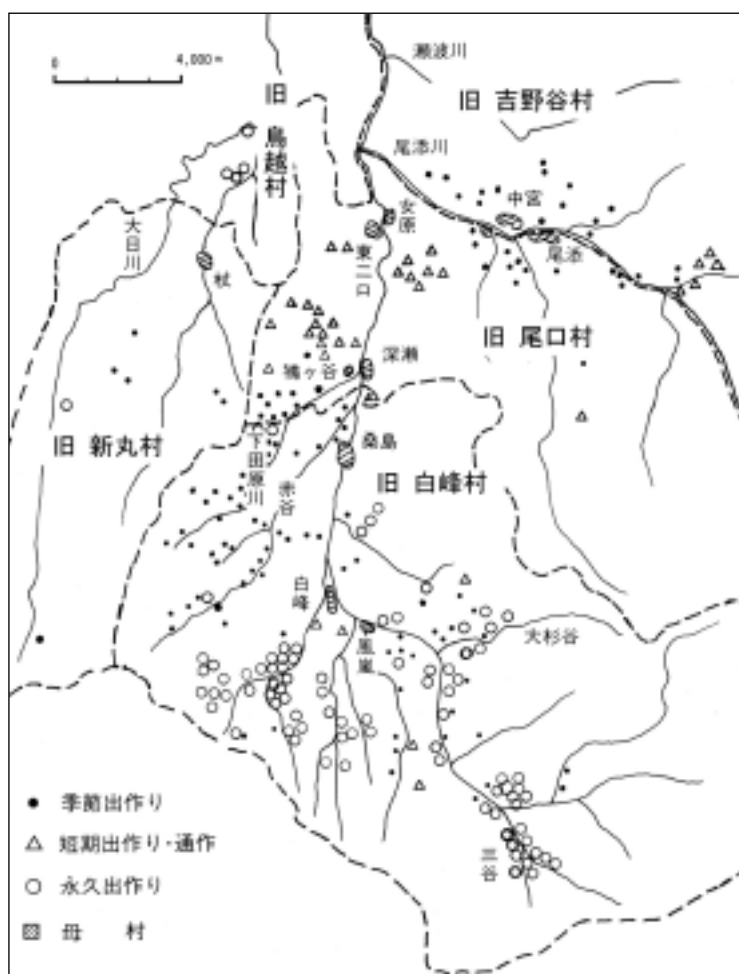 0 4,000m
瀬波川
旧 吉野谷村
旧 鳥越村
尾添川
中宮
女原
尾添
東二口
大日川
杖
旧 尾口村
深瀬
鴇ヶ谷
旧 新丸村
下田原川
桑島
赤谷
旧 白峰村
白峰
風嵐
大杉谷
三谷
● 季節出作り
△ 短期出作り・通作
○ 永久出作り
母 村